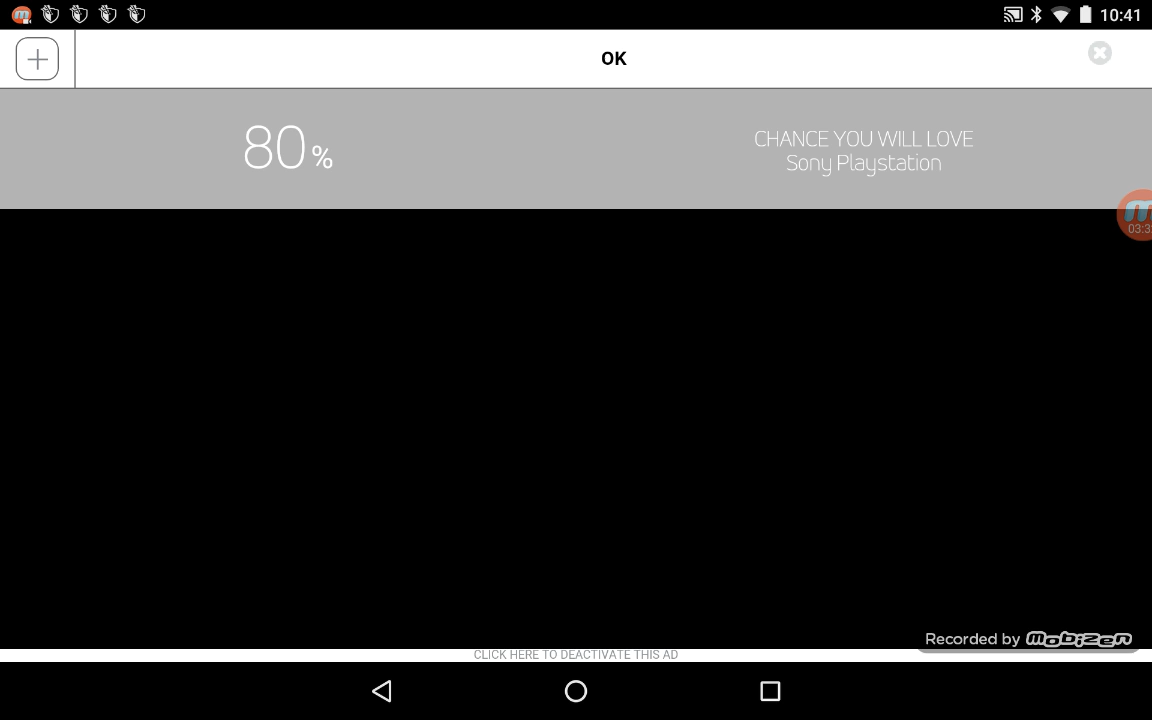 10:41
OK
80%
CHANCE YOU WILL LOVE
Sony Playstation
Recorded by mobizen
CLICK HERE TO DEACTIVATE THIS AD